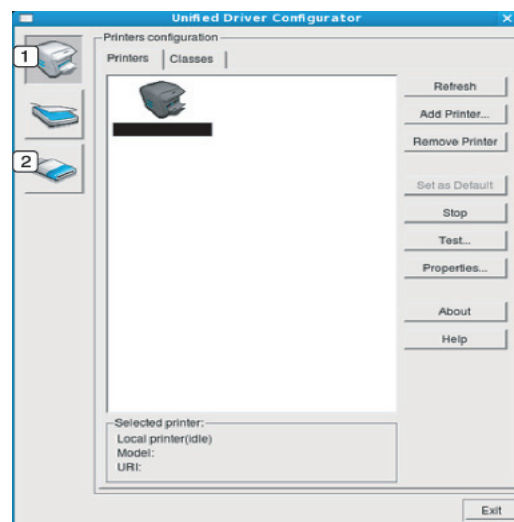 Unified Driver Configurator
Printers configuration
Printers
Classes
1
2
Refresh
Add Printer...
Remove Printer
Set as Default
Stop
Test...
Properties...
About
Help
Selected printer:
Local printer(idle)
Model:
URI:
Exit